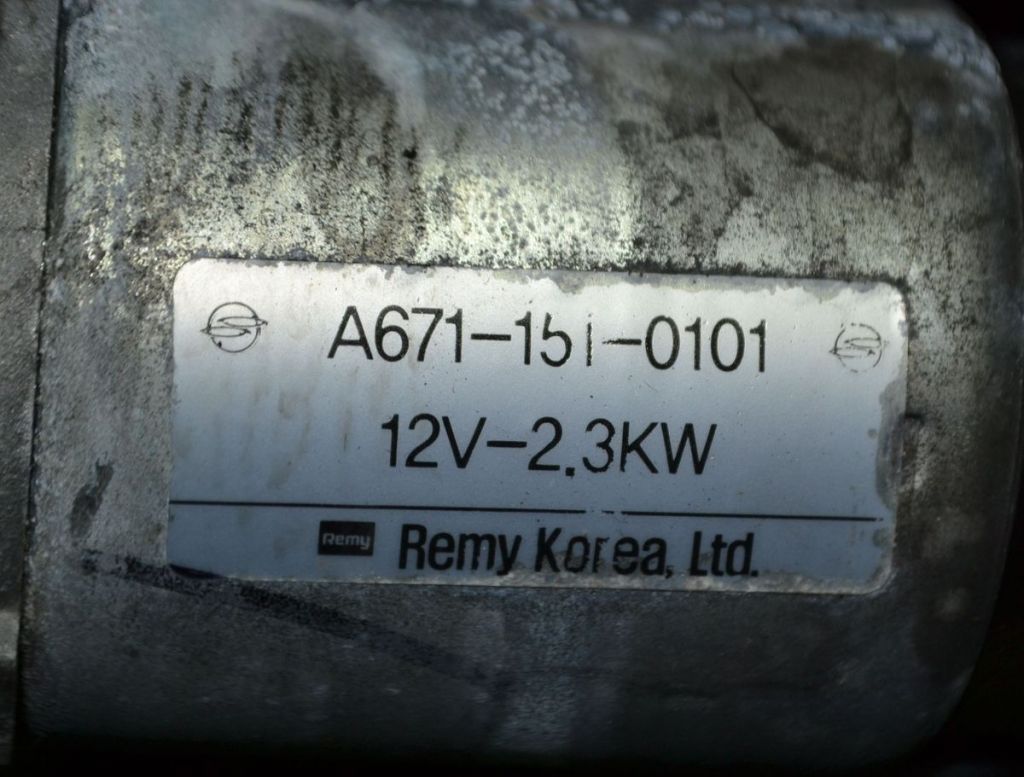 A671-151-0101
12V-2.3KW
Remy Remy Korea, Ltd.